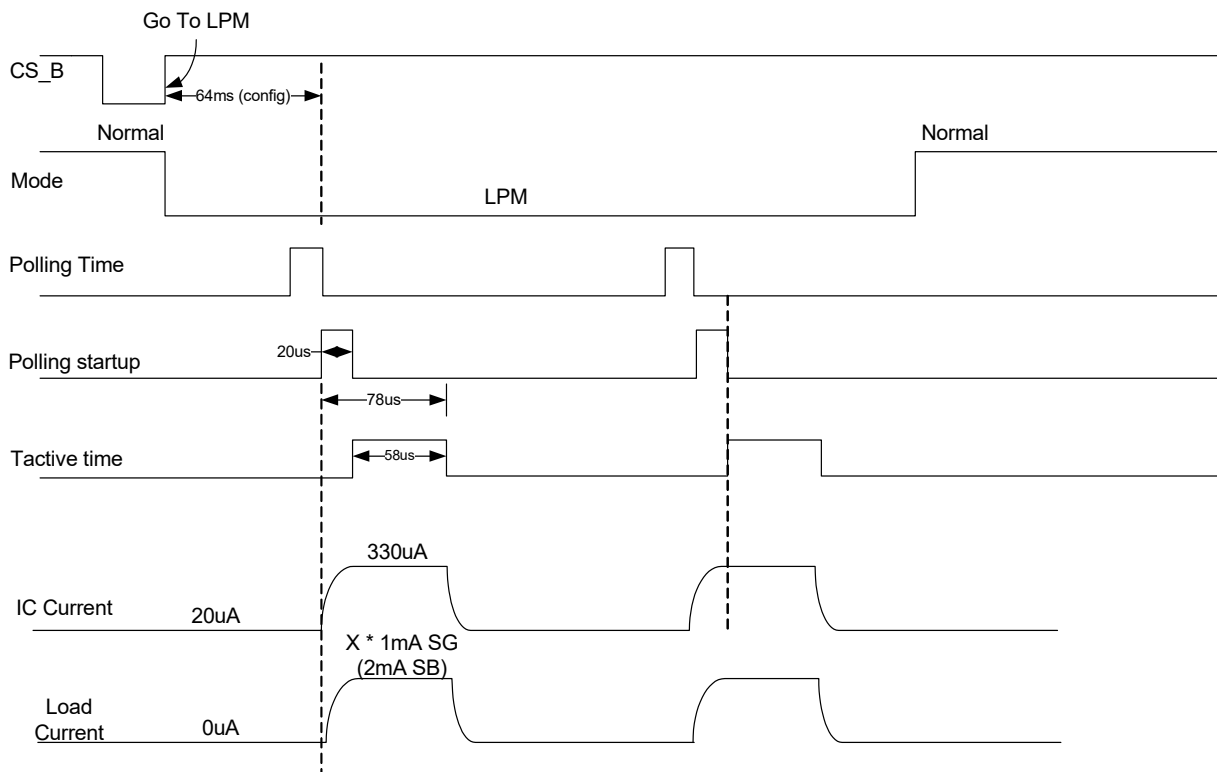 Go To LPM
CS_B
64ms (config)
Normal
Normal
Mode
LPM
Polling Time
Polling startup
20us
78us
Tactive time
58us
330uA
IC Current
20uA
X * 1mA SG
(2mA SB)
Load
Current
0uA